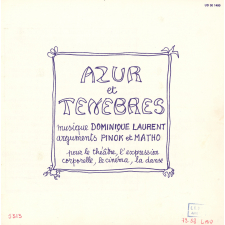 AZUR
et
TENEBRES
musique DOMINIQUE LAURENT
arguments PINOK et MATHO
pour le théâtre, l'expression
corporelle, le cinéma, la danse